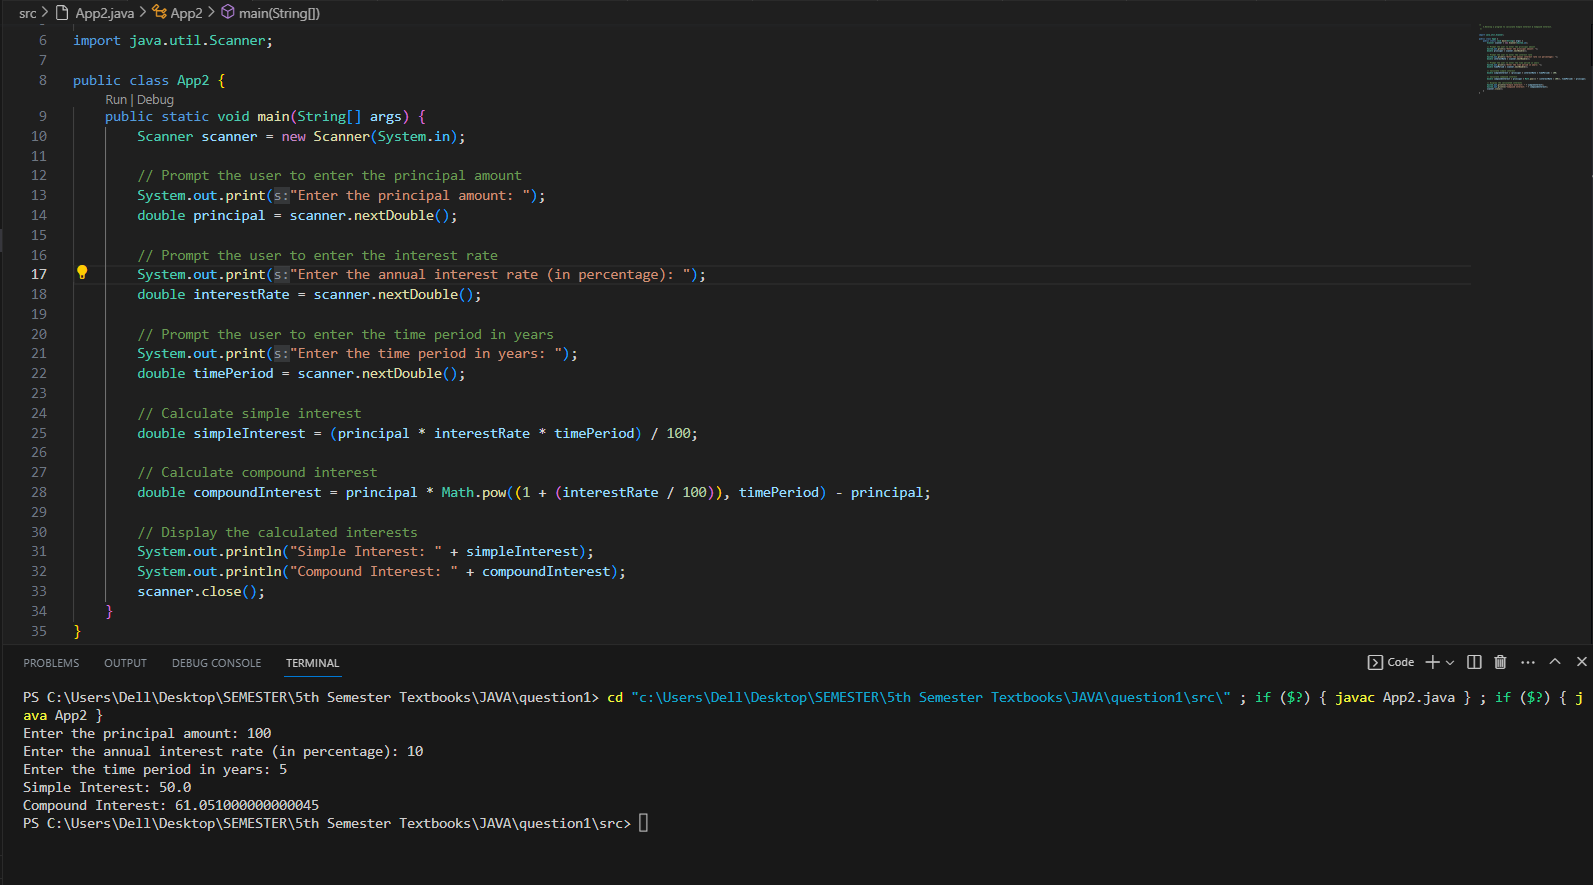 src > App2.java > App2 > main(String[])
6 import java.util.Scanner;
7
8 public class App2 {
Run | Debug
9 public static void main(String[] args) {
10 Scanner scanner = new Scanner(System.in);
11
12 // Prompt the user to enter the principal amount
13 System.out.print(s:"Enter the principal amount: ");
14 double principal = scanner.nextDouble();
15
16 // Prompt the user to enter the interest rate
17 System.out.print(s:"Enter the annual interest rate (in percentage): ");
18 double interestRate = scanner.nextDouble();
19
20 // Prompt the user to enter the time period in years
21 System.out.print(s:"Enter the time period in years: ");
22 double timePeriod = scanner.nextDouble();
23
24 // Calculate simple interest
25 double simpleInterest = (principal * interestRate * timePeriod) / 100;
26
27 // Calculate compound interest
28 double compoundInterest = principal * Math.pow((1 + (interestRate / 100)), timePeriod) - principal;
29
30 // Display the calculated interests
31 System.out.println("Simple Interest: " + simpleInterest);
32 System.out.println("Compound Interest: " + compoundInterest);
33 scanner.close();
34 }
35 }
PROBLEMS OUTPUT DEBUG CONSOLE TERMINAL Code
PS C:\Users\Dell\Desktop\SEMESTER\5th Semester Textbooks\JAVA\question1> cd "c:\Users\Dell\Desktop\SEMESTER\5th Semester Textbooks\JAVA\question1\src\" ; if ($?) { javac App2.java } ; if ($?) { j
ava App2 }
Enter the principal amount: 100
Enter the annual interest rate (in percentage): 10
Enter the time period in years: 5
Simple Interest: 50.0
Compound Interest: 61.051000000000045
PS C:\Users\Dell\Desktop\SEMESTER\5th Semester Textbooks\JAVA\question1\src>